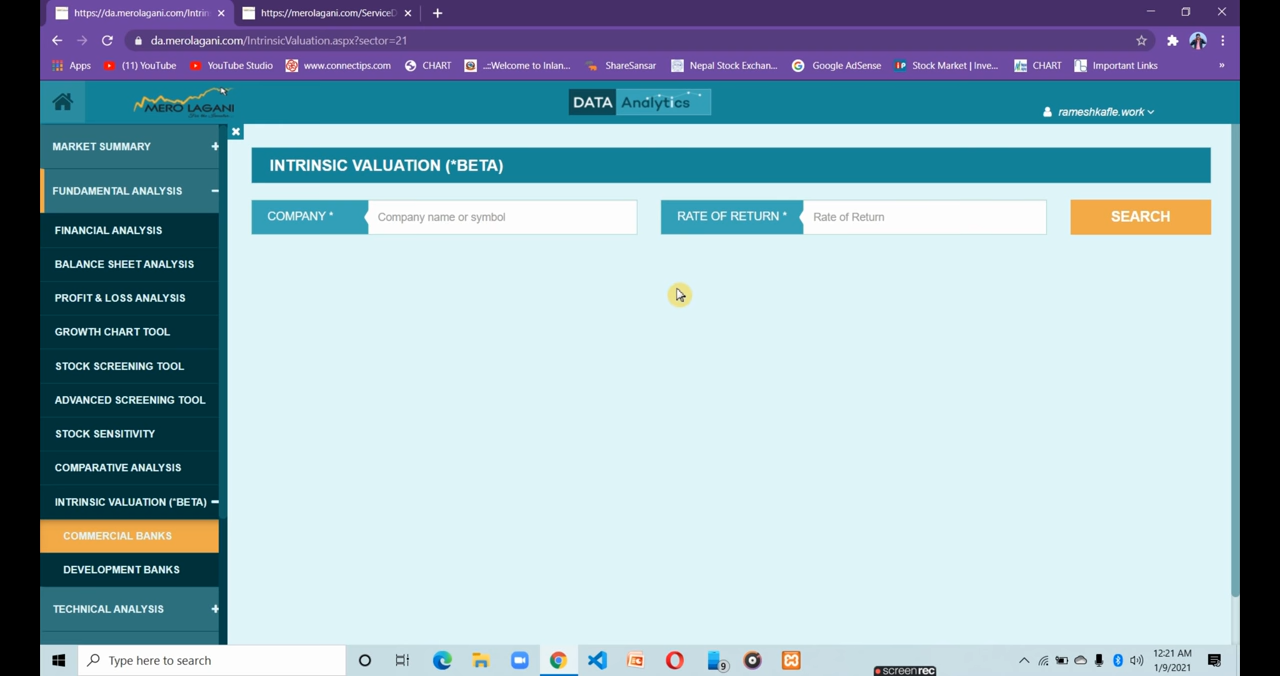 https://da.merolagani.com/Intrin
https://merolagani.com/ServiceD
da.merolagani.com/IntrinsicValuation.aspx?sector=21
Apps
(11) YouTube
YouTube Studio
www.connectips.com
CHART
..::Welcome to Inlan...
ShareSansar
Nepal Stock Exchan...
Google AdSense
Stock Market | Inve...
CHART
Important Links
»
MERO LAGANI
DATA Analytics
rameshkafle.work
MARKET SUMMARY +
FUNDAMENTAL ANALYSIS −
FINANCIAL ANALYSIS
BALANCE SHEET ANALYSIS
PROFIT & LOSS ANALYSIS
GROWTH CHART TOOL
STOCK SCREENING TOOL
ADVANCED SCREENING TOOL
STOCK SENSITIVITY
COMPARATIVE ANALYSIS
INTRINSIC VALUATION (*BETA) −
COMMERCIAL BANKS
DEVELOPMENT BANKS
TECHNICAL ANALYSIS +
INTRINSIC VALUATION (*BETA)
COMPANY * Company name or symbol
RATE OF RETURN * Rate of Return
SEARCH
Type here to search
9
screenrec
12:21 AM
1/9/2021